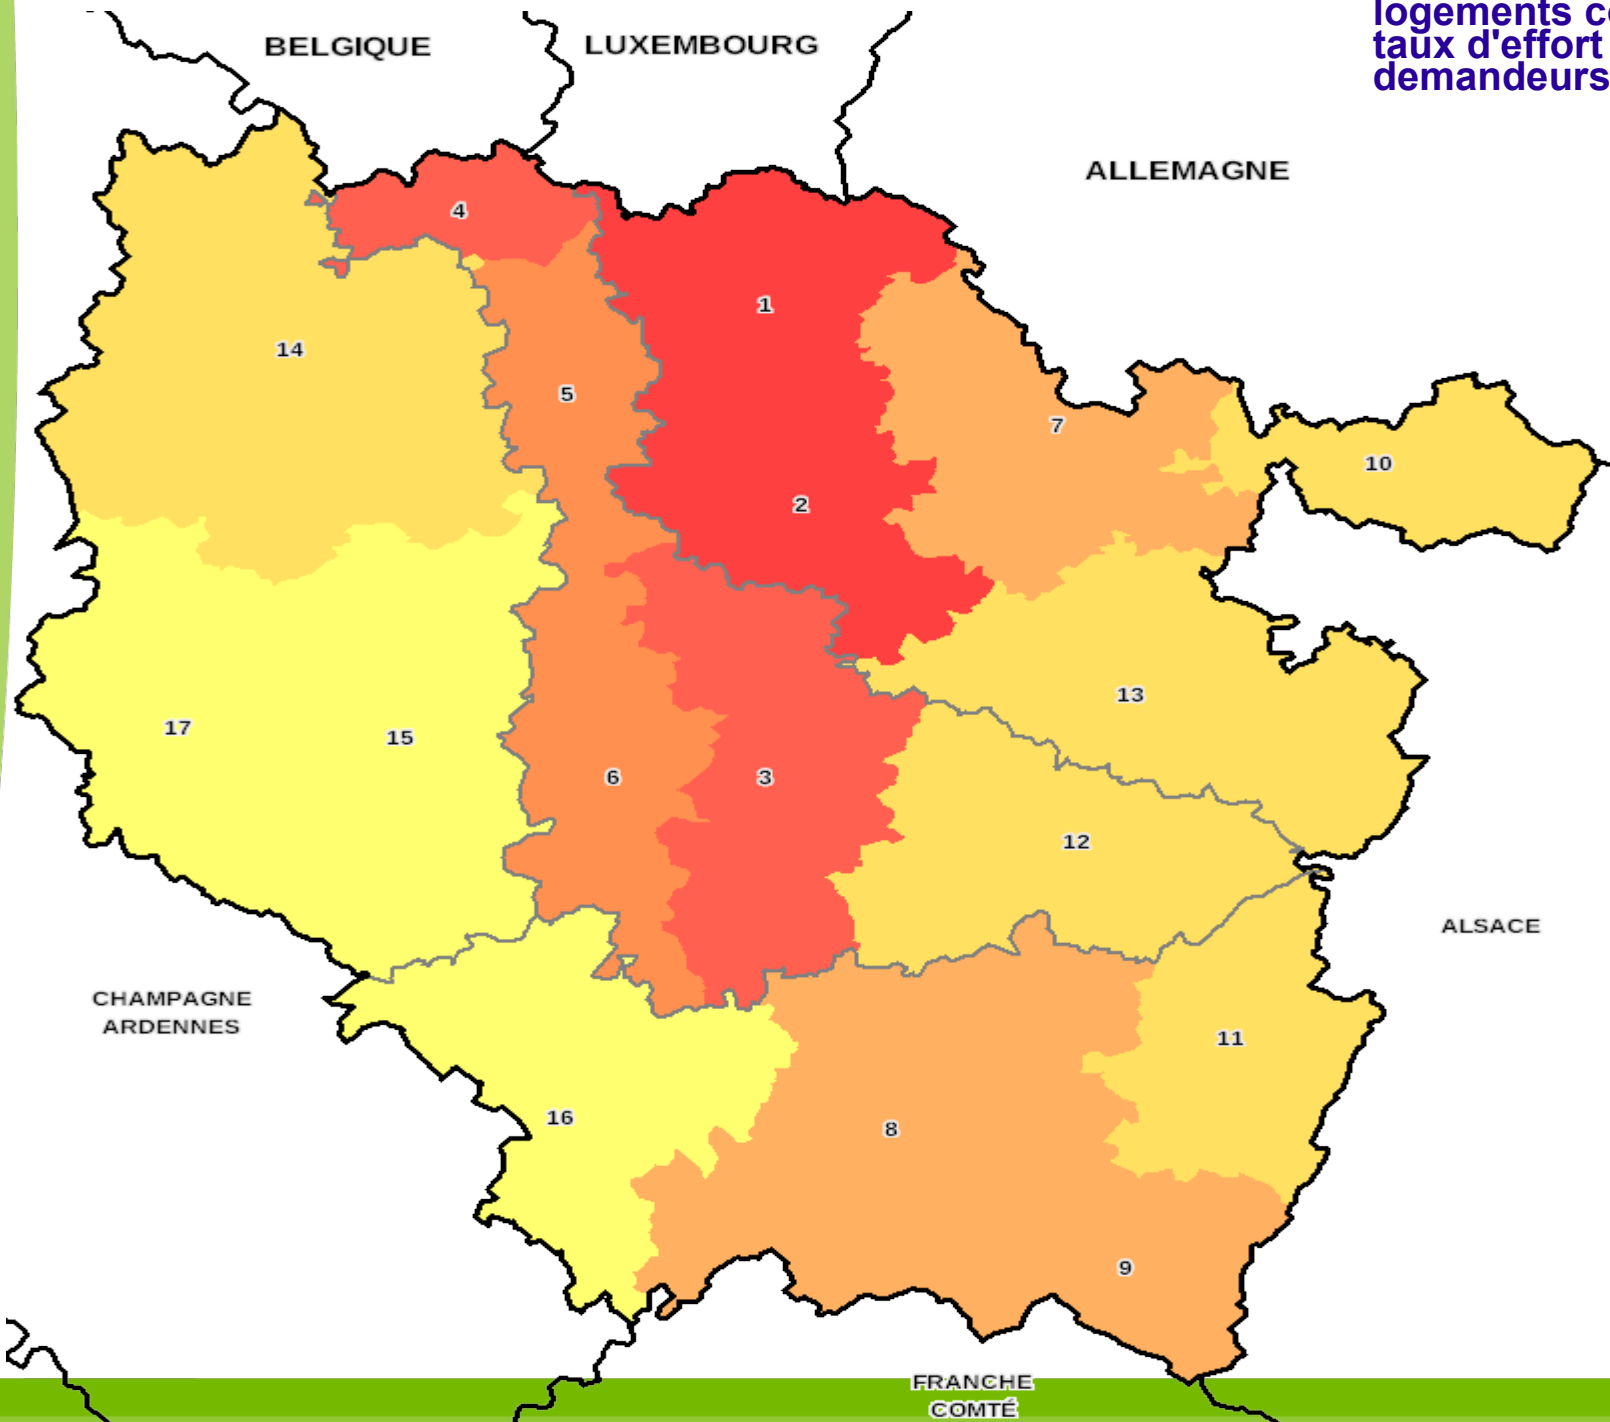 logements
taux d'effort
demandeurs
BELGIQUE
LUXEMBOURG
ALLEMAGNE
4
1
14
5
7
10
2
13
17
15
6
3
12
ALSACE
CHAMPAGNE
ARDENNES
11
16
8
9
FRANCHE
COMTÉ